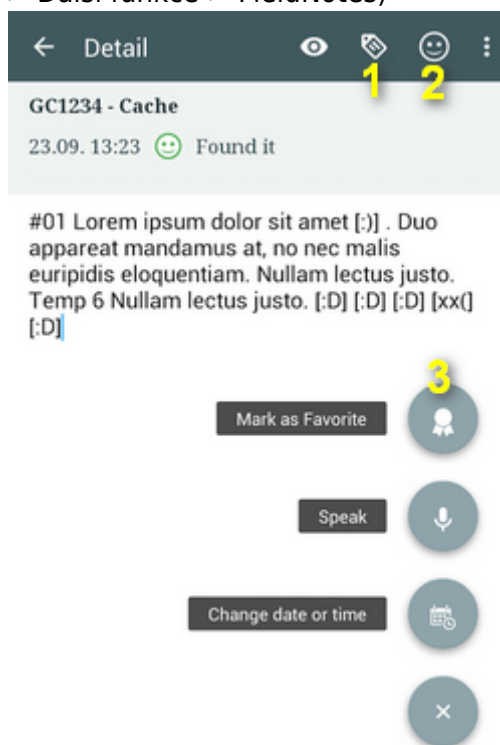 Detail
1 2
GC1234 - Cache
23.09. 13:23 Found it
#01 Lorem ipsum dolor sit amet [:)] . Duo
appareat mandamus at, no nec malis
euripidis eloquentiam. Nullam lectus justo.
Temp 6 Nullam lectus justo. [:D] [:D] [:D] [xx(]
[:D]
3
Mark as Favorite
Speak
Change date or time